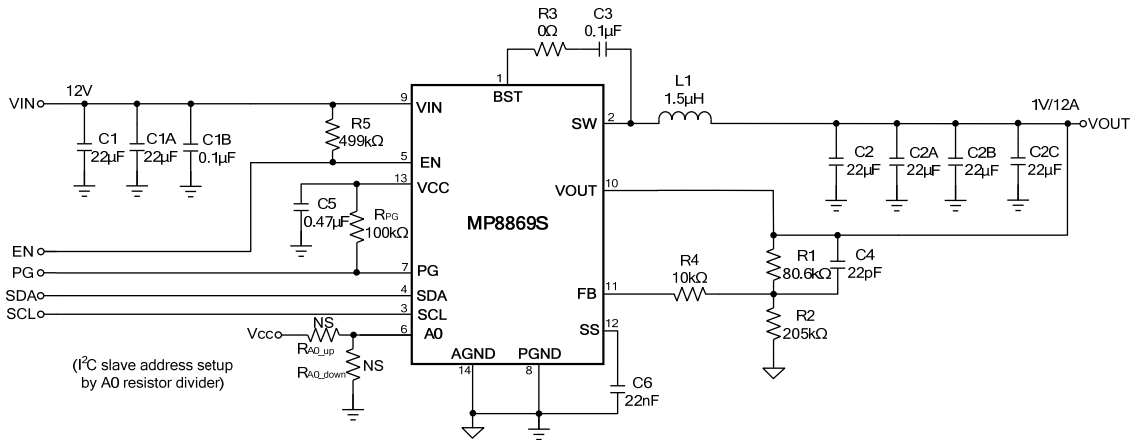 R3
0Ω
C3
0.1µF
1
BST
VIN
12V
9
VIN
C1
22µF
C1A
22µF
C1B
0.1µF
R5
499kΩ
5
EN
13
VCC
C5
0.47µF
RPG
100kΩ
EN
PG
7
PG
SDA
4
SDA
SCL
3
SCL
Vcc
NS
RA0_up
6
A0
RA0_down
NS
(I²C slave address setup
by A0 resistor divider)
MP8869S
SW
2
L1
1.5µH
1V/12A
VOUT
C2
22µF
C2A
22µF
C2B
22µF
C2C
22µF
VOUT
10
R1
80.6kΩ
C4
22pF
R4
10kΩ
FB
11
R2
205kΩ
SS
12
C6
22nF
AGND
14
PGND
8